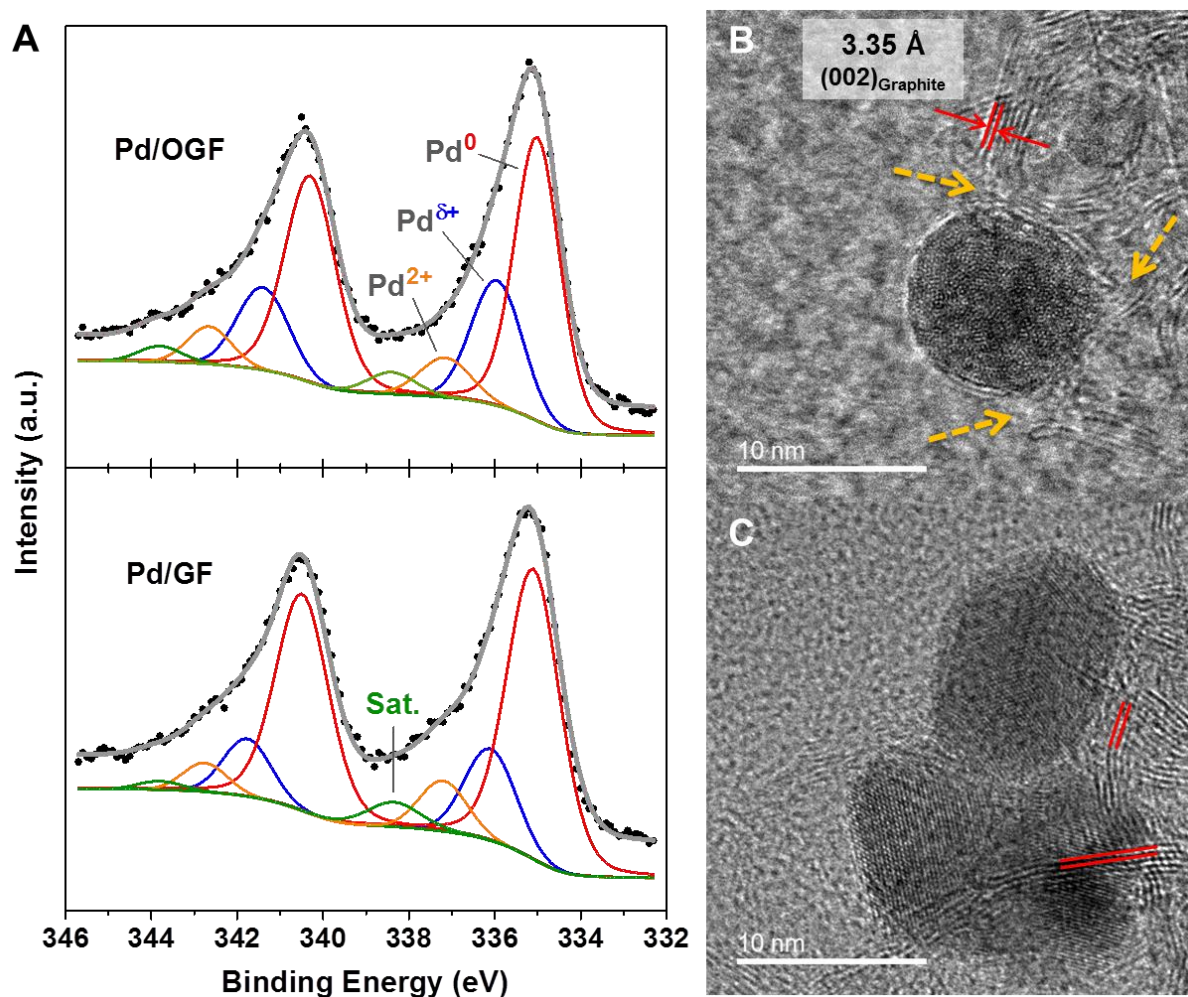 A
Pd/OGF
Pd⁰
Pd^δ+
Pd²⁺
Pd/GF
Sat.
Intensity (a.u.)
346 344 342 340 338 336 334 332
Binding Energy (eV)
B
3.35 Å
(002)Graphite
10 nm
C
10 nm